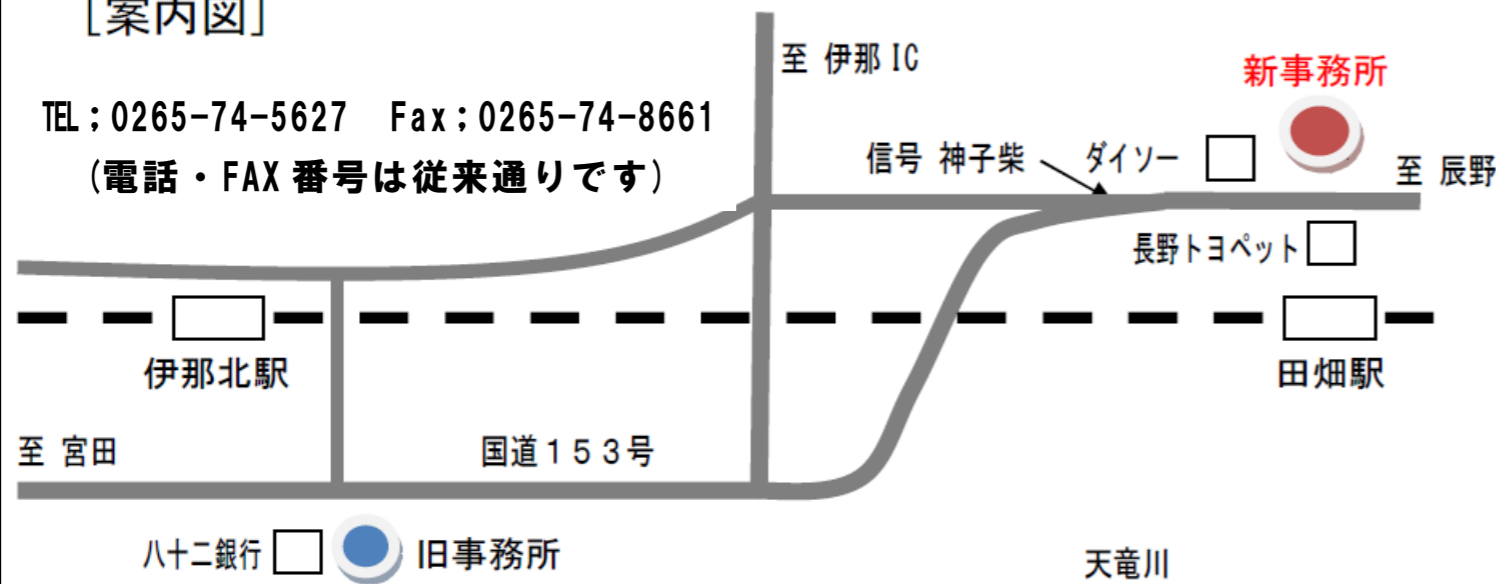 [案内図]
至 伊那 IC
新事務所
TEL；0265-74-5627　Fax；0265-74-8661
信号 神子柴
ダイソー
至 辰野
(電話・FAX 番号は従来通りです)
長野トヨペット
伊那北駅
田畑駅
至 宮田
国道１５３号
八十二銀行
旧事務所
天竜川